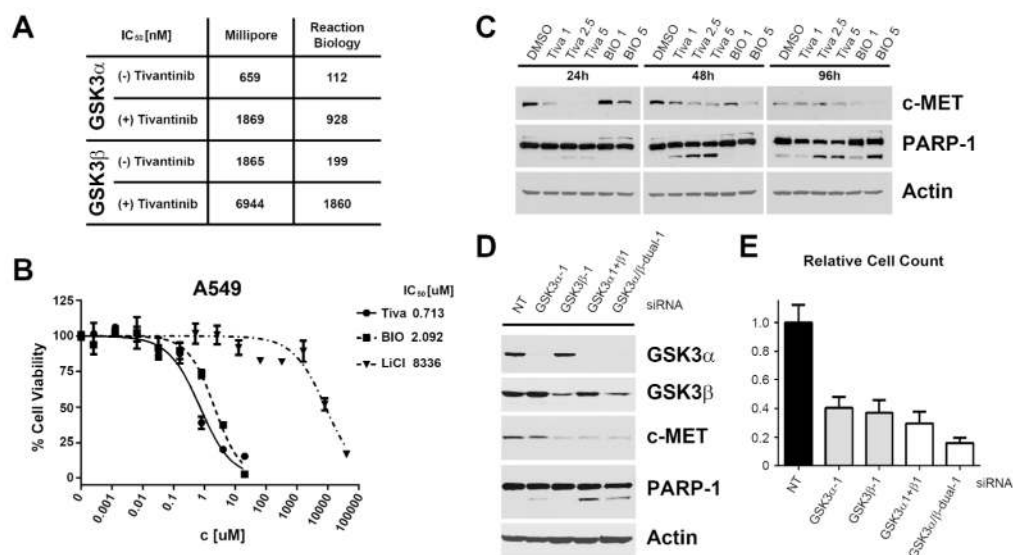 A
IC50 [nM] Millipore Reaction Biology
GSK3α
(-) Tivantinib 659 112
(+) Tivantinib 1869 928
GSK3β
(-) Tivantinib 1865 199
(+) Tivantinib 6944 1860
B
A549
IC50 [uM]
Tiva 0.713
BIO 2.092
LiCl 8336
% Cell Viability
125
100
75
50
25
0
0 0.001 0.01 0.1 1 10 100 1000 10000 100000
c [uM]
C
DMSO Tiva 1 Tiva 2.5 Tiva 5 BIO 1 BIO 5 DMSO Tiva 1 Tiva 2.5 Tiva 5 BIO 1 BIO 5 DMSO Tiva 1 Tiva 2.5 Tiva 5 BIO 1 BIO 5
24h 48h 96h
c-MET
PARP-1
Actin
D
NT GSK3α-1 GSK3β-1 GSK3α1+β1 GSK3α/β-dual-1
siRNA
GSK3α
GSK3β
c-MET
PARP-1
Actin
E
Relative Cell Count
1.0
0.8
0.6
0.4
0.2
0
NT GSK3α-1 GSK3β-1 GSK3α1+β1 GSK3α/β-dual-1
siRNA